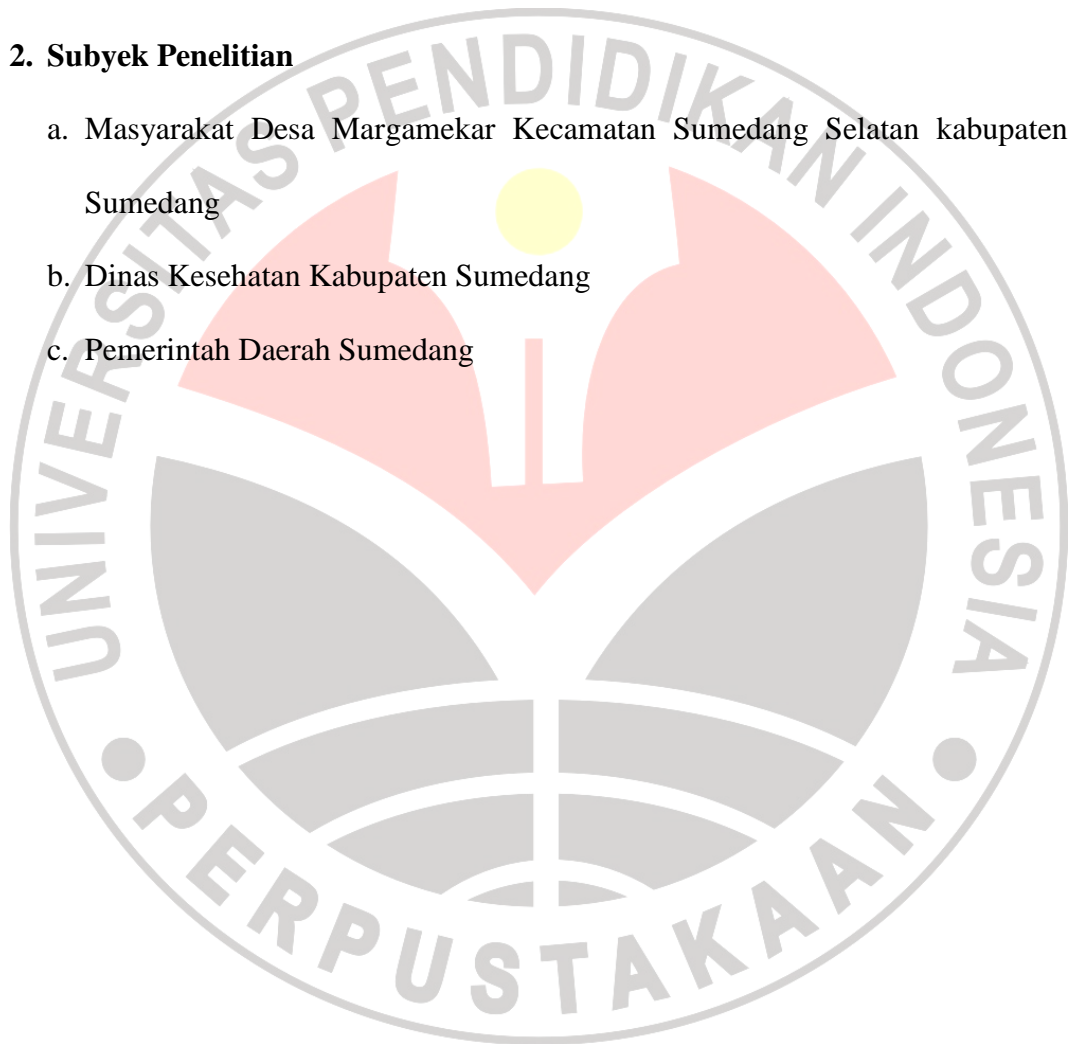 2. Subyek Penelitian
a. Masyarakat Desa Margamekar Kecamatan Sumedang Selatan kabupaten
Sumedang
b. Dinas Kesehatan Kabupaten Sumedang
c. Pemerintah Daerah Sumedang
UNIVERSITAS PENDIDIKAN INDONESIA
PERPUSTAKAAN